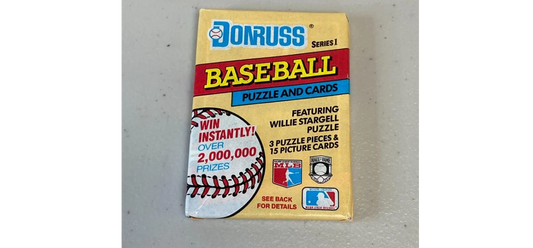 DONRUSS
SERIES I
BASEBALL
PUZZLE AND CARDS
FEATURING
WILLIE STARGELL
PUZZLE
3 PUZZLE PIECES &
15 PICTURE CARDS
WIN
INSTANTLY!
OVER
2,000,000
PRIZES
MLB
SEE BACK
FOR DETAILS